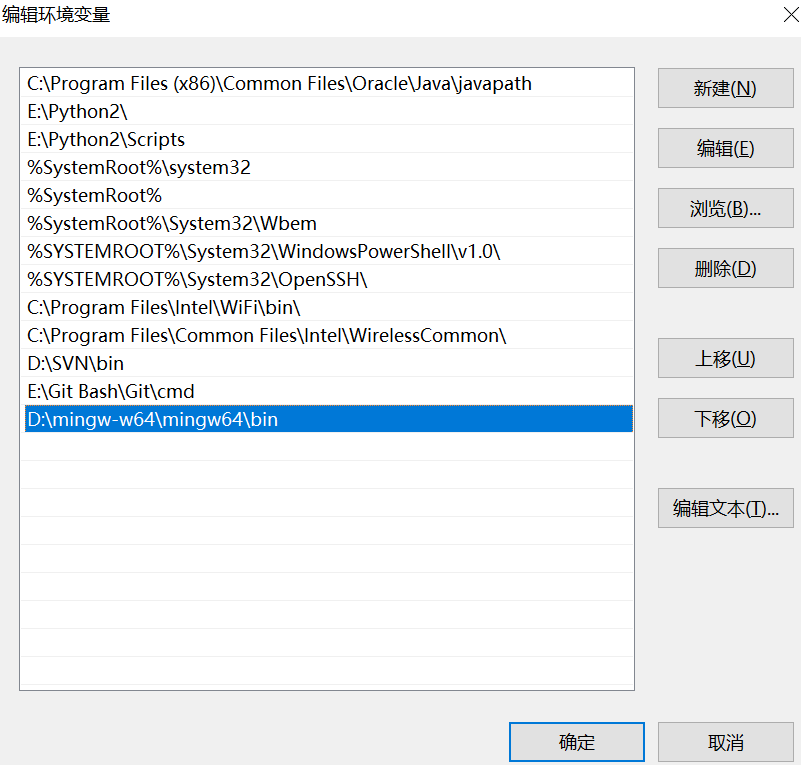 编辑环境变量
C:\Program Files (x86)\Common Files\Oracle\Java\javapath
E:\Python2\
E:\Python2\Scripts
%SystemRoot%\system32
%SystemRoot%
%SystemRoot%\System32\Wbem
%SYSTEMROOT%\System32\WindowsPowerShell\v1.0\
%SYSTEMROOT%\System32\OpenSSH\
C:\Program Files\Intel\WiFi\bin\
C:\Program Files\Common Files\Intel\WirelessCommon\
D:\SVN\bin
E:\Git Bash\Git\cmd
D:\mingw-w64\mingw64\bin
新建(N)
编辑(E)
浏览(B)...
删除(D)
上移(U)
下移(O)
编辑文本(T)...
确定
取消